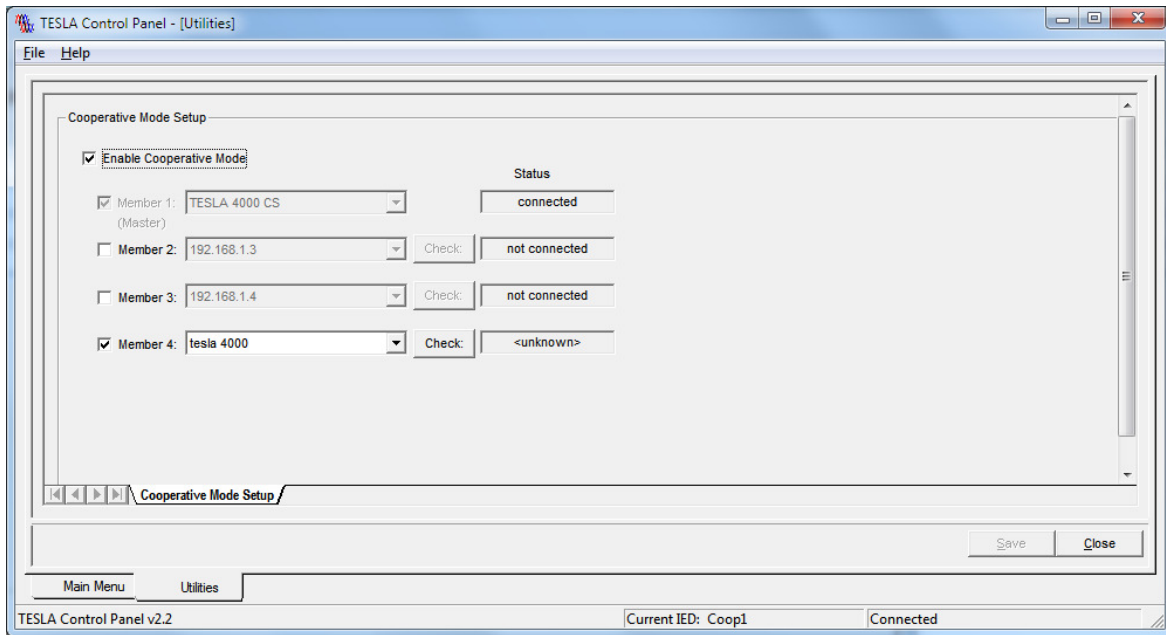 TESLA Control Panel - [Utilities]
File Help
Cooperative Mode Setup
Enable Cooperative Mode
Status
Member 1: TESLA 4000 CS connected
(Master)
Member 2: 192.168.1.3 Check: not connected
Member 3: 192.168.1.4 Check: not connected
Member 4: tesla 4000 Check: <unknown>
Cooperative Mode Setup
Save Close
Main Menu Utilities
TESLA Control Panel v2.2 Current IED: Coop1 Connected